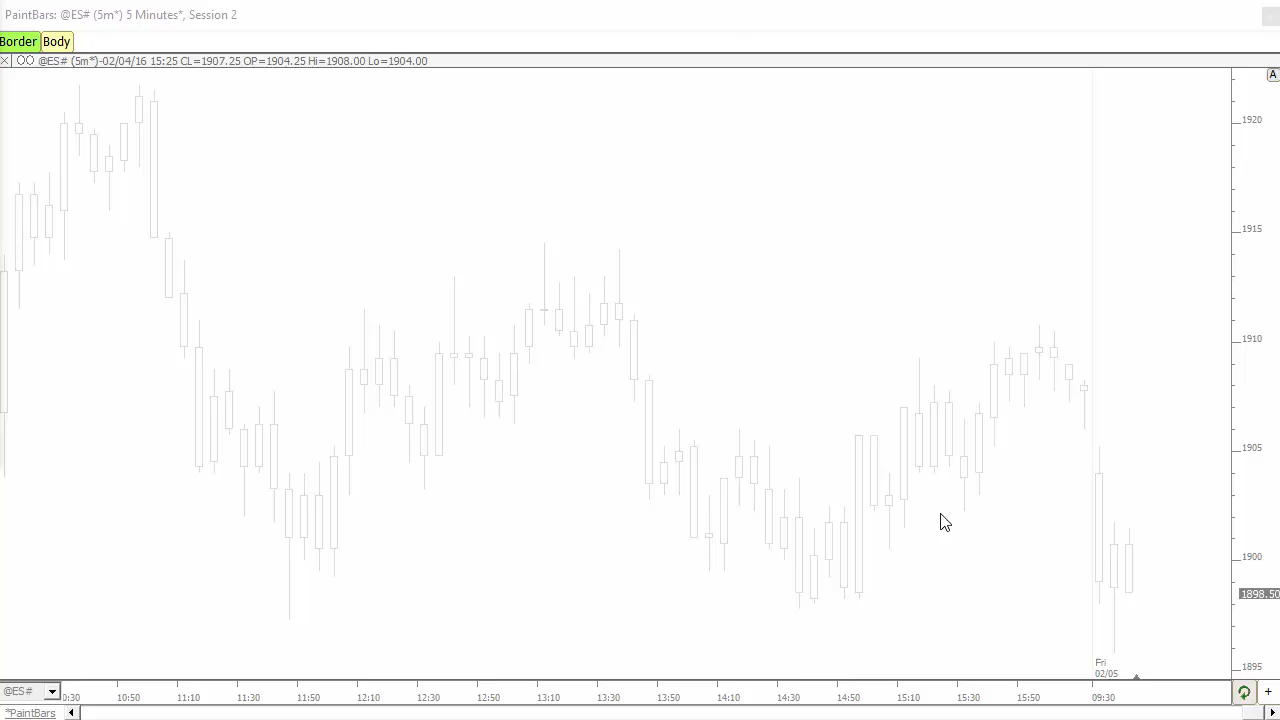 PaintBars: @ES# (5m*) 5 Minutes*, Session 2
Border Body
@ES# (5m*)-02/04/16 15:25 CL=1907.25 OP=1904.25 Hi=1908.00 Lo=1904.00
A
1920
1915
1910
1905
1900
1898.50
1895
Fri
02/05
@ES# 0:30 10:50 11:10 11:30 11:50 12:10 12:30 12:50 13:10 13:30 13:50 14:10 14:30 14:50 15:10 15:30 15:50 09:30
*PaintBars